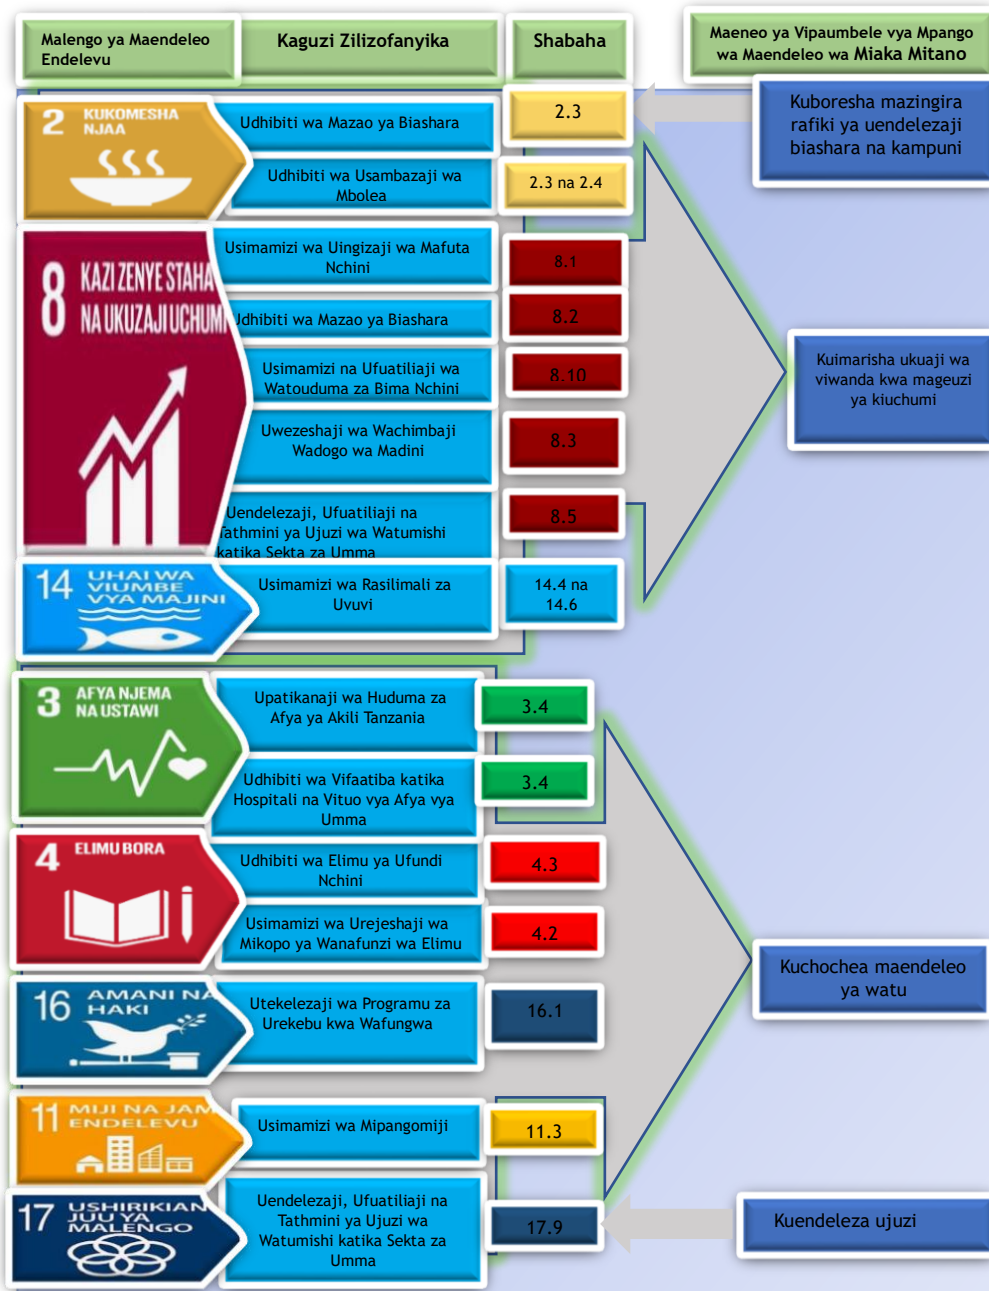 Malengo ya Maendeleo
Endelevu
Kaguzi Zilizofanyika
Shabaha
Maeneo ya Vipaumbele vya Mpango
wa Maendeleo wa Miaka Mitano
2 KUKOMESHA
NJAA
Udhibiti wa Mazao ya Biashara
2.3
Kuboresha mazingira
rafiki ya uendelezaji
biashara na kampuni
Udhibiti wa Usambazaji wa
Mbolea
2.3 na 2.4
8 KAZI ZENYE STAHA
NA UKUZAJI UCHUMI
Usimamizi wa Uingizaji wa Mafuta
Nchini
8.1
Udhibiti wa Mazao ya Biashara
8.2
Usimamizi na Ufuatiliaji wa
Watouduma za Bima Nchini
8.10
Kuimarisha ukuaji wa
viwanda kwa mageuzi
ya kiuchumi
Uwezeshaji wa Wachimbaji
Wadogo wa Madini
8.3
Uendelezaji, Ufuatiliaji na
Tathmini ya Ujuzi wa Watumishi
katika Sekta za Umma
8.5
14 UHAI WA
VIUMBE
VYA MAJINI
Usimamizi wa Rasilimali za
Uvuvi
14.4 na
14.6
3 AFYA NJEMA
NA USTAWI
Upatikanaji wa Huduma za
Afya ya Akili Tanzania
3.4
Udhibiti wa Vifaatiba katika
Hospitali na Vituo vya Afya vya
Umma
3.4
4 ELIMU BORA
Udhibiti wa Elimu ya Ufundi
Nchini
4.3
Usimamizi wa Urejeshaji wa
Mikopo ya Wanafunzi wa Elimu
4.2
Kuchochea maendeleo
ya watu
16 AMANI NA
HAKI
Utekelezaji wa Programu za
Urekebu kwa Wafungwa
16.1
11 MIJI NA JAM
ENDELEVU
Usimamizi wa Mipangomiji
11.3
17 USHIRIKIAN
JUU YA
MALENGO
Uendelezaji, Ufuatiliaji na
Tathmini ya Ujuzi wa
Watumishi katika Sekta za
Umma
17.9
Kuendeleza ujuzi